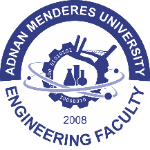 ADNAN MENDERES UNIVERSITY
2008
ENGINEERING FACULTY